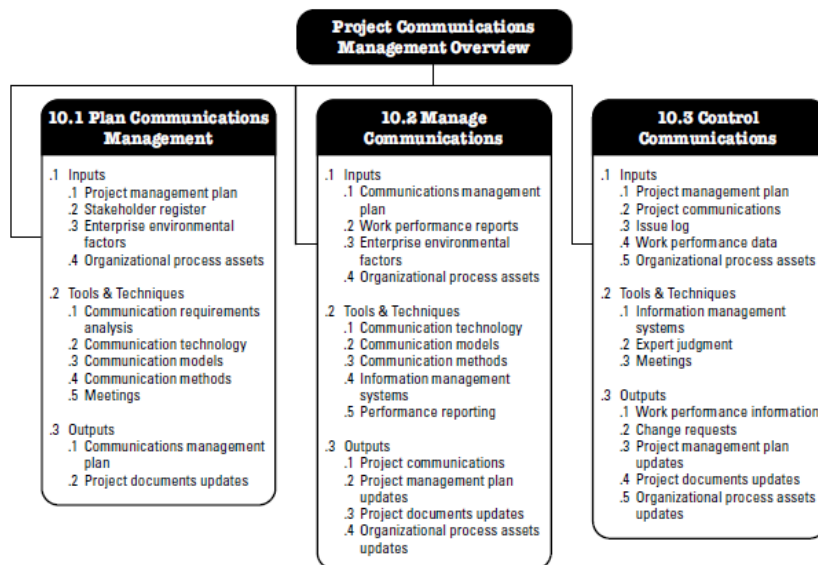 Project Communications
Management Overview
10.1 Plan Communications
Management
.1 Inputs
.1 Project management plan
.2 Stakeholder register
.3 Enterprise environmental
factors
.4 Organizational process assets
.2 Tools & Techniques
.1 Communication requirements
analysis
.2 Communication technology
.3 Communication models
.4 Communication methods
.5 Meetings
.3 Outputs
.1 Communications management
plan
.2 Project documents updates
10.2 Manage
Communications
.1 Inputs
.1 Communications management
plan
.2 Work performance reports
.3 Enterprise environmental
factors
.4 Organizational process assets
.2 Tools & Techniques
.1 Communication technology
.2 Communication models
.3 Communication methods
.4 Information management
systems
.5 Performance reporting
.3 Outputs
.1 Project communications
.2 Project management plan
updates
.3 Project documents updates
.4 Organizational process assets
updates
10.3 Control
Communications
.1 Inputs
.1 Project management plan
.2 Project communications
.3 Issue log
.4 Work performance data
.5 Organizational process assets
.2 Tools & Techniques
.1 Information management
systems
.2 Expert judgment
.3 Meetings
.3 Outputs
.1 Work performance information
.2 Change requests
.3 Project management plan
updates
.4 Project documents updates
.5 Organizational process assets
updates